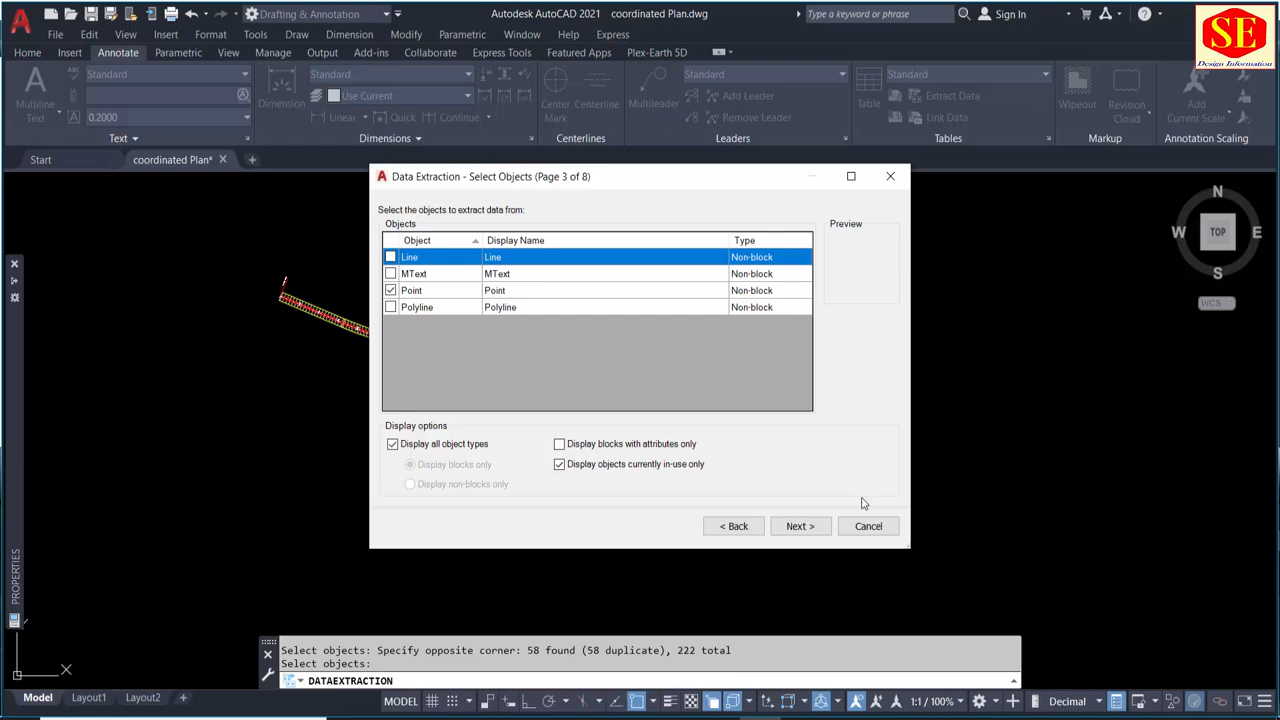 Drafting & Annotation
Autodesk AutoCAD 2021 coordinated Plan.dwg
Type a keyword or phrase
Sign In
SE
Design Information
File Edit View Insert Format Tools Draw Dimension Modify Parametric Window Help Express
Home Insert Annotate Parametric View Manage Output Add-ins Collaborate Express Tools Featured Apps Plex-Earth 5D
Multiline Text
Standard
0.2000
Text
Dimension
Standard
Use Current
Linear Quick Continue
Dimensions
Center Mark
Centerline
Centerlines
Multileader
Standard
Add Leader
Remove Leader
Leaders
Table
Standard
Extract Data
Link Data
Tables
Wipeout
Revision Cloud
Markup
Add Current Scale
Annotation Scaling
Start
coordinated Plan*
Data Extraction - Select Objects (Page 3 of 8)
Select the objects to extract data from:
Objects
Preview
Object Display Name Type
Line Line Non-block
MText MText Non-block
Point Point Non-block
Polyline Polyline Non-block
Display options
Display all object types
Display blocks with attributes only
Display blocks only
Display objects currently in-use only
Display non-blocks only
< Back Next > Cancel
N
W TOP E
S
WCS
PROPERTIES
Select objects: Specify opposite corner: 58 found (58 duplicate), 222 total
Select objects:
DATAEXTRACTION
Model Layout1 Layout2
MODEL
1:1 / 100%
Decimal